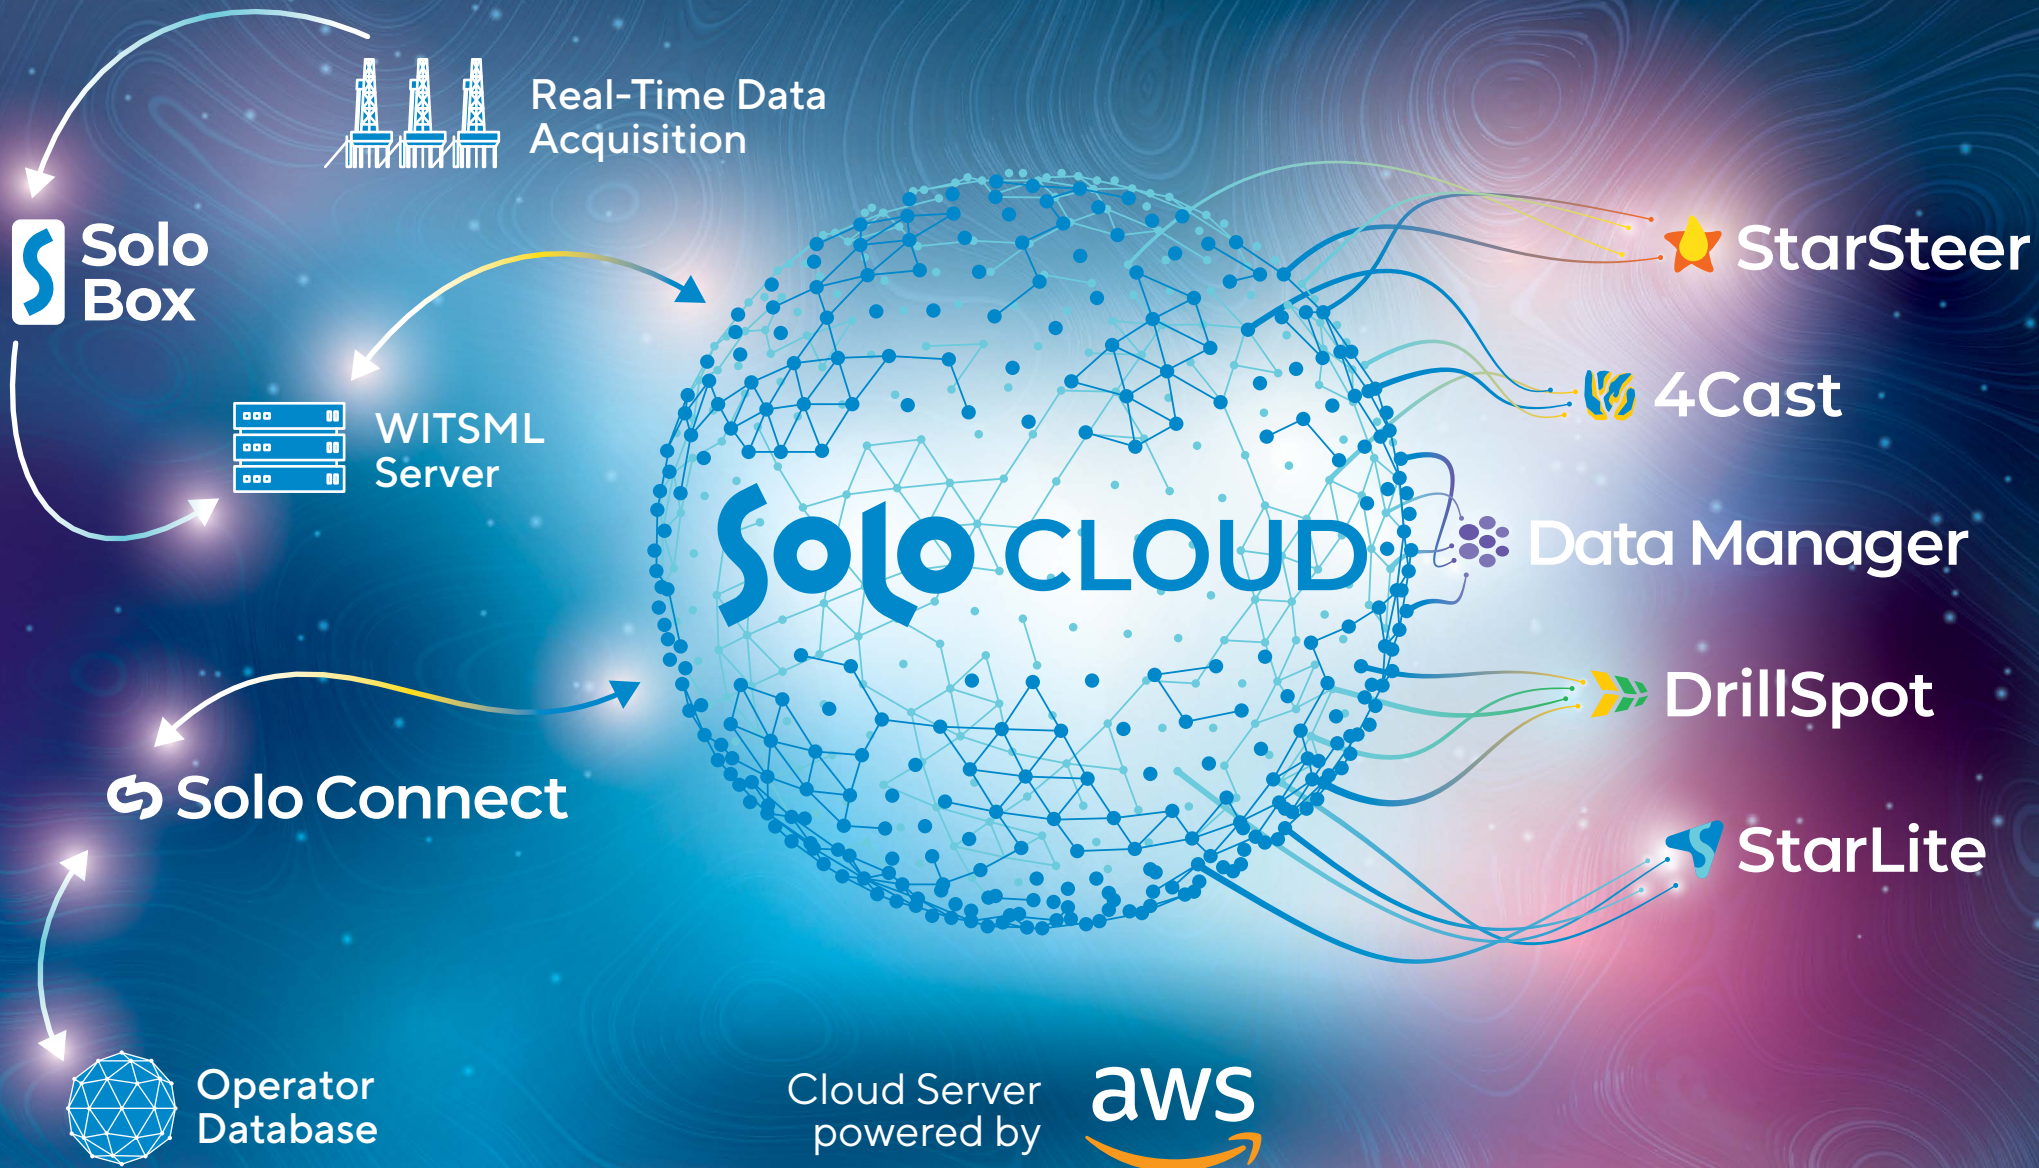 Real-Time Data
Acquisition
Solo
Box
WITSML
Server
Solo Connect
Operator
Database
Solo CLOUD
StarSteer
4Cast
Data Manager
DrillSpot
StarLite
Cloud Server
powered by
aws